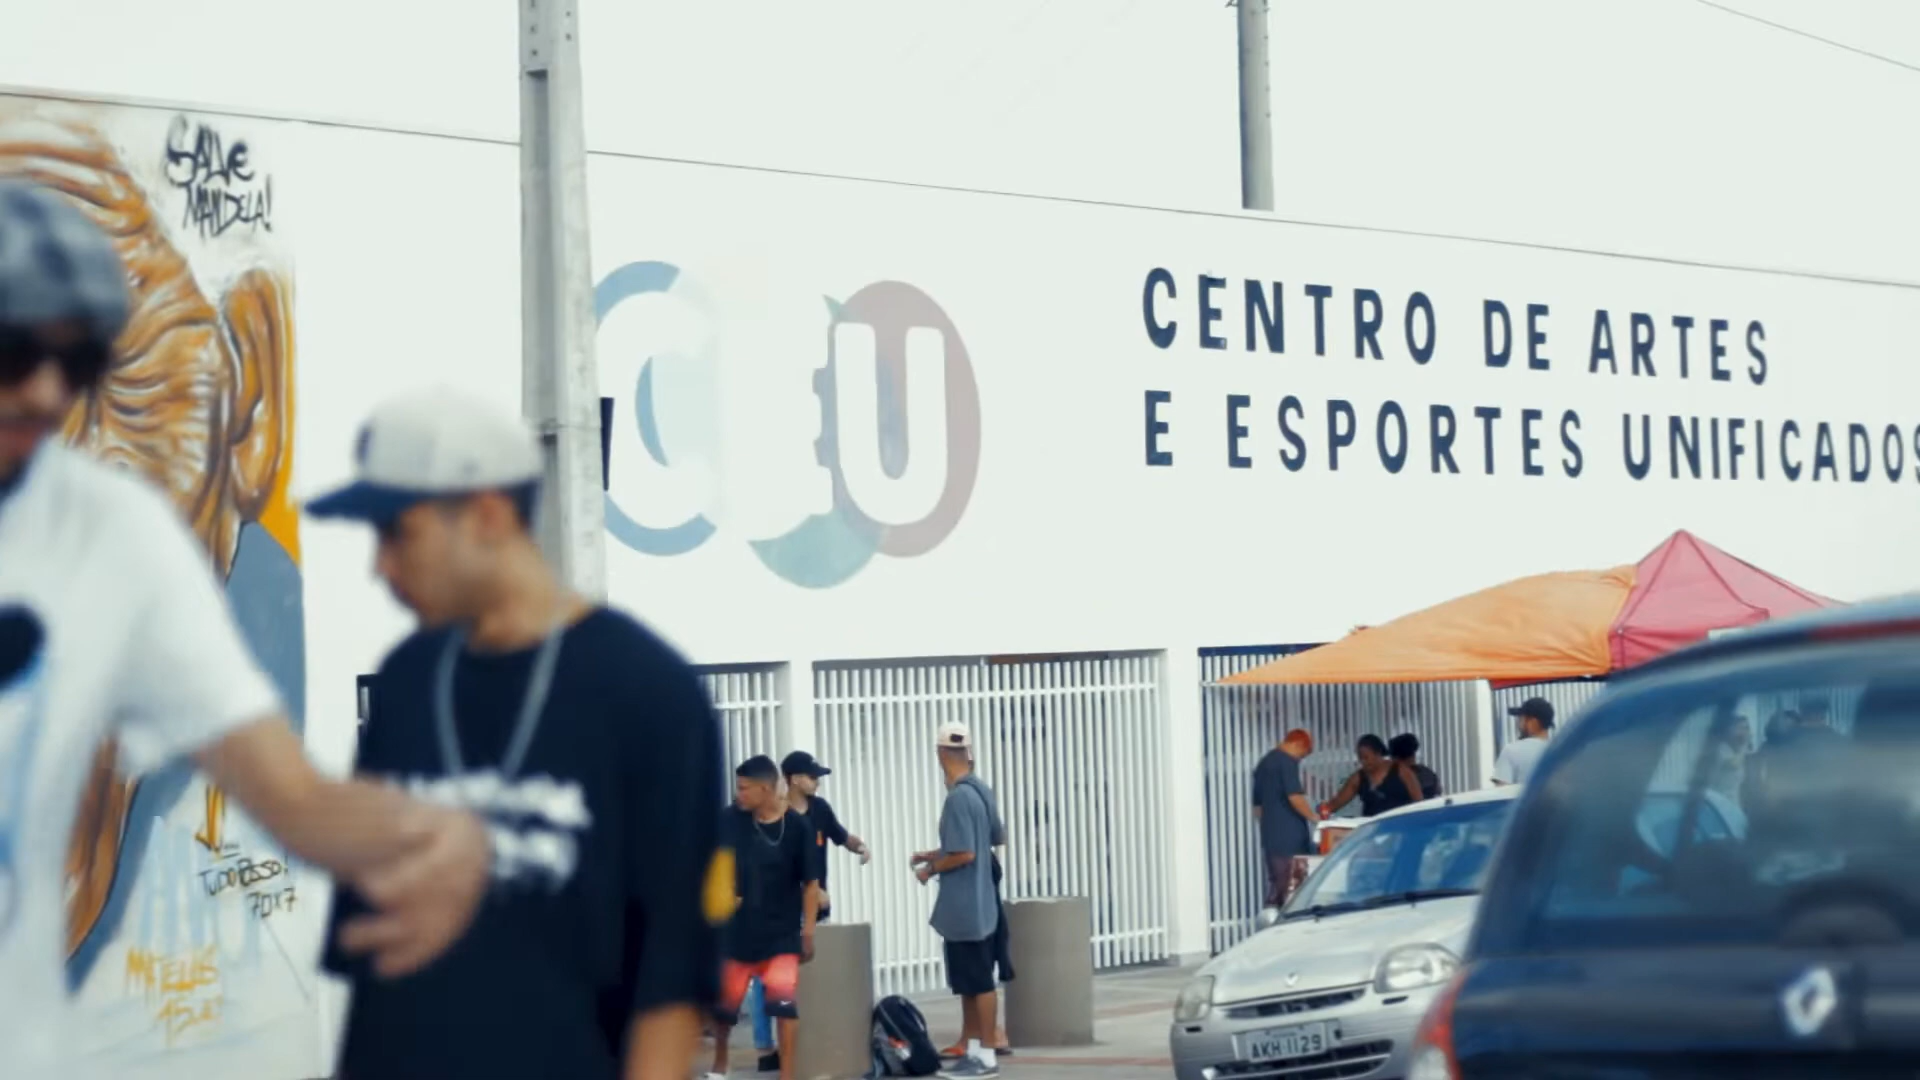 SALVE
MANDELA!
CEU
CENTRO DE ARTES
E ESPORTES UNIFICADOS
TUDO POSSO!
70X7
AKH-1129